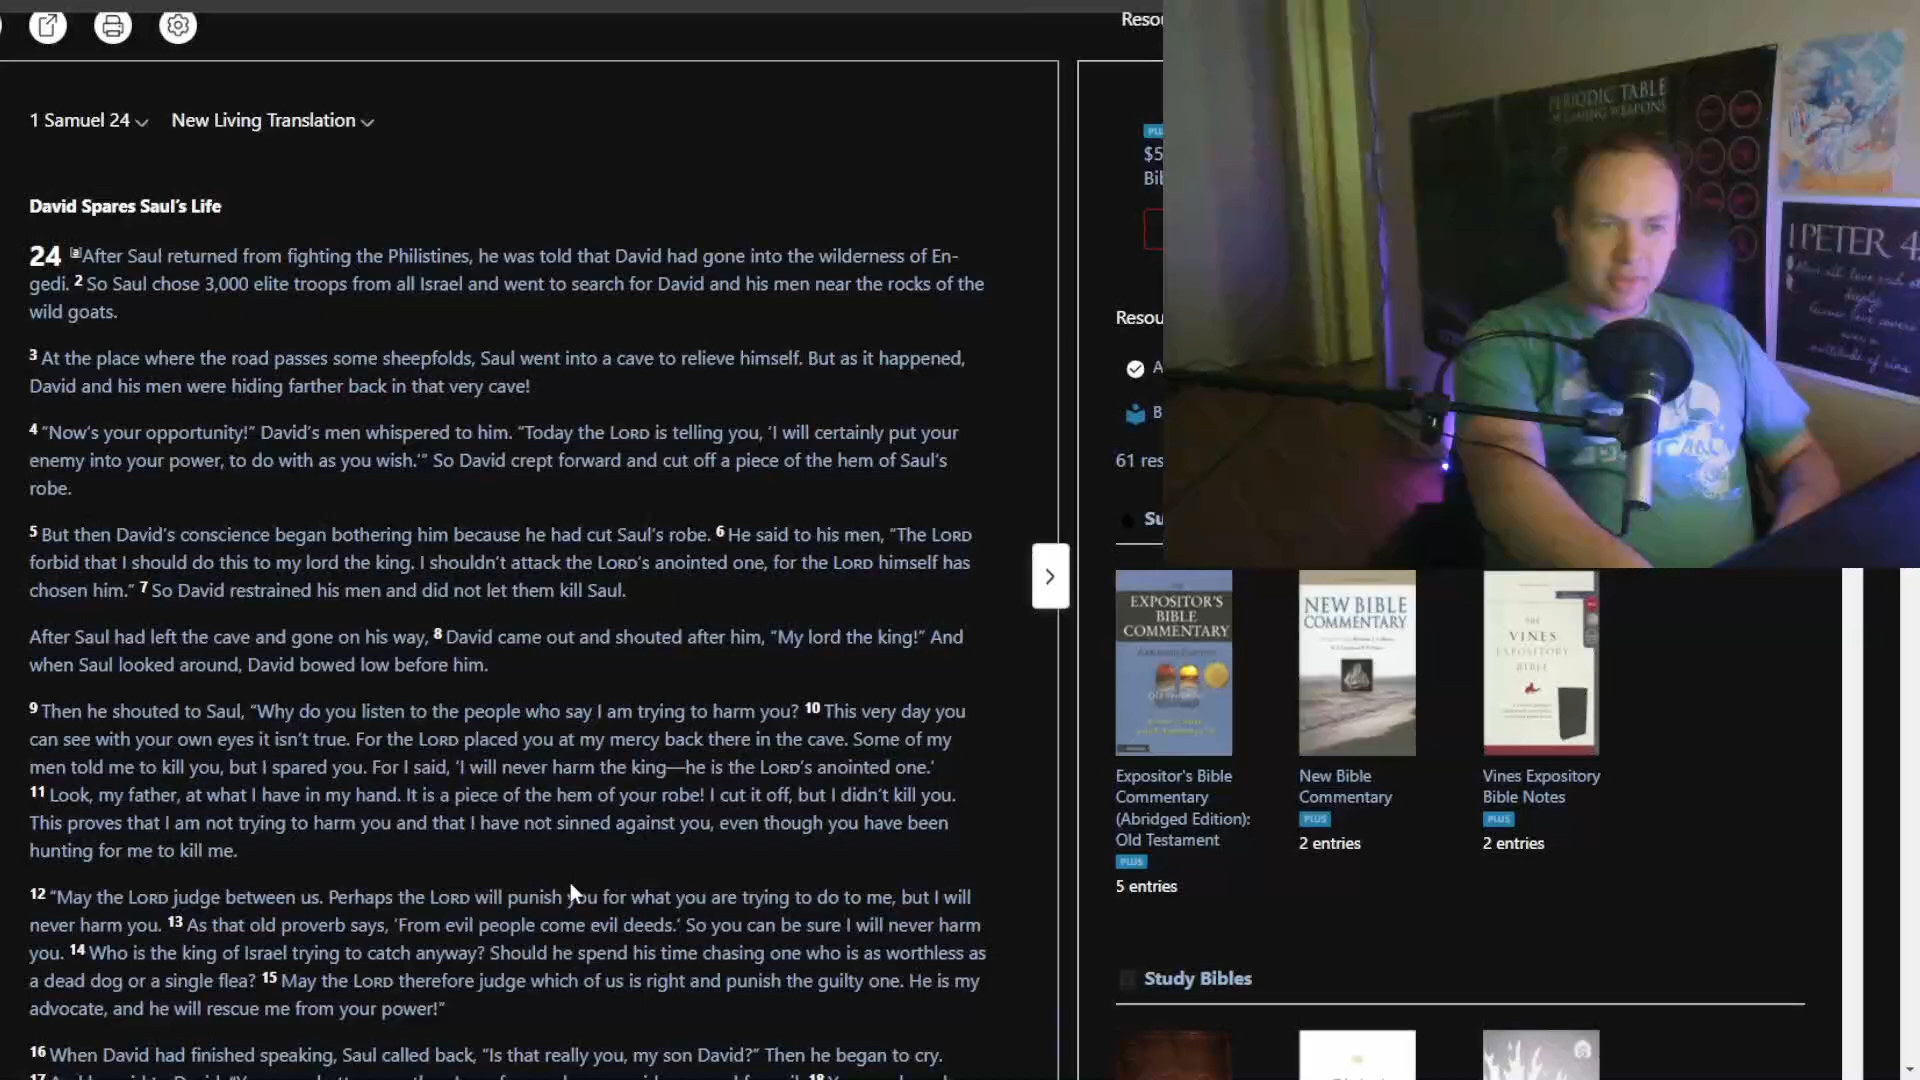 Reso
1 Samuel 24 New Living Translation
David Spares Saul's Life
24 [a]After Saul returned from fighting the Philistines, he was told that David had gone into the wilderness of En-
gedi. 2 So Saul chose 3,000 elite troops from all Israel and went to search for David and his men near the rocks of the
wild goats.
3 At the place where the road passes some sheepfolds, Saul went into a cave to relieve himself. But as it happened,
David and his men were hiding farther back in that very cave!
4 “Now's your opportunity!” David's men whispered to him. “Today the LORD is telling you, ‘I will certainly put your
enemy into your power, to do with as you wish.’” So David crept forward and cut off a piece of the hem of Saul's
robe.
5 But then David's conscience began bothering him because he had cut Saul's robe. 6 He said to his men, “The LORD
forbid that I should do this to my lord the king. I shouldn't attack the LORD's anointed one, for the LORD himself has
chosen him.” 7 So David restrained his men and did not let them kill Saul.
After Saul had left the cave and gone on his way, 8 David came out and shouted after him, “My lord the king!” And
when Saul looked around, David bowed low before him.
9 Then he shouted to Saul, “Why do you listen to the people who say I am trying to harm you? 10 This very day you
can see with your own eyes it isn't true. For the LORD placed you at my mercy back there in the cave. Some of my
men told me to kill you, but I spared you. For I said, ‘I will never harm the king—he is the LORD's anointed one.’
11 Look, my father, at what I have in my hand. It is a piece of the hem of your robe! I cut it off, but I didn't kill you.
This proves that I am not trying to harm you and that I have not sinned against you, even though you have been
hunting for me to kill me.
12 “May the LORD judge between us. Perhaps the LORD will punish you for what you are trying to do to me, but I will
never harm you. 13 As that old proverb says, ‘From evil people come evil deeds.’ So you can be sure I will never harm
you. 14 Who is the king of Israel trying to catch anyway? Should he spend his time chasing one who is as worthless as
a dead dog or a single flea? 15 May the LORD therefore judge which of us is right and punish the guilty one. He is my
advocate, and he will rescue me from your power!”
16 When David had finished speaking, Saul called back, “Is that really you, my son David?” Then he began to cry.
PLU
$5
Bib
Resou
A
B
61 res
Su
PERIODIC TABLE
OF GAMING WEAPONS
1 PETER 4
EXPOSITOR'S
BIBLE
COMMENTARY
NEW BIBLE
COMMENTARY
THE
VINES
EXPOSITORY
BIBLE
Expositor's Bible
Commentary
(Abridged Edition):
Old Testament
PLUS
5 entries
New Bible
Commentary
PLUS
2 entries
Vines Expository
Bible Notes
PLUS
2 entries
Study Bibles